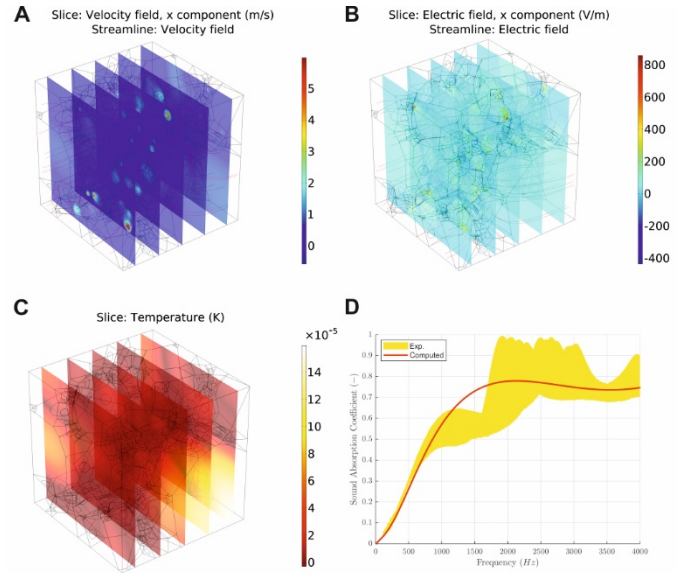 A
Slice: Velocity field, x component (m/s)
Streamline: Velocity field
5
4
3
2
1
0
B
Slice: Electric field, x component (V/m)
Streamline: Electric field
800
600
400
200
0
-200
-400
C
Slice: Temperature (K)
×10⁻⁵
14
12
10
8
6
4
2
0
D
Exp.
Computed
Sound Absorption Coefficient (−)
1
0.9
0.8
0.7
0.6
0.5
0.4
0.3
0.2
0.1
0
0 500 1000 1500 2000 2500 3000 3500 4000
Frequency (Hz)